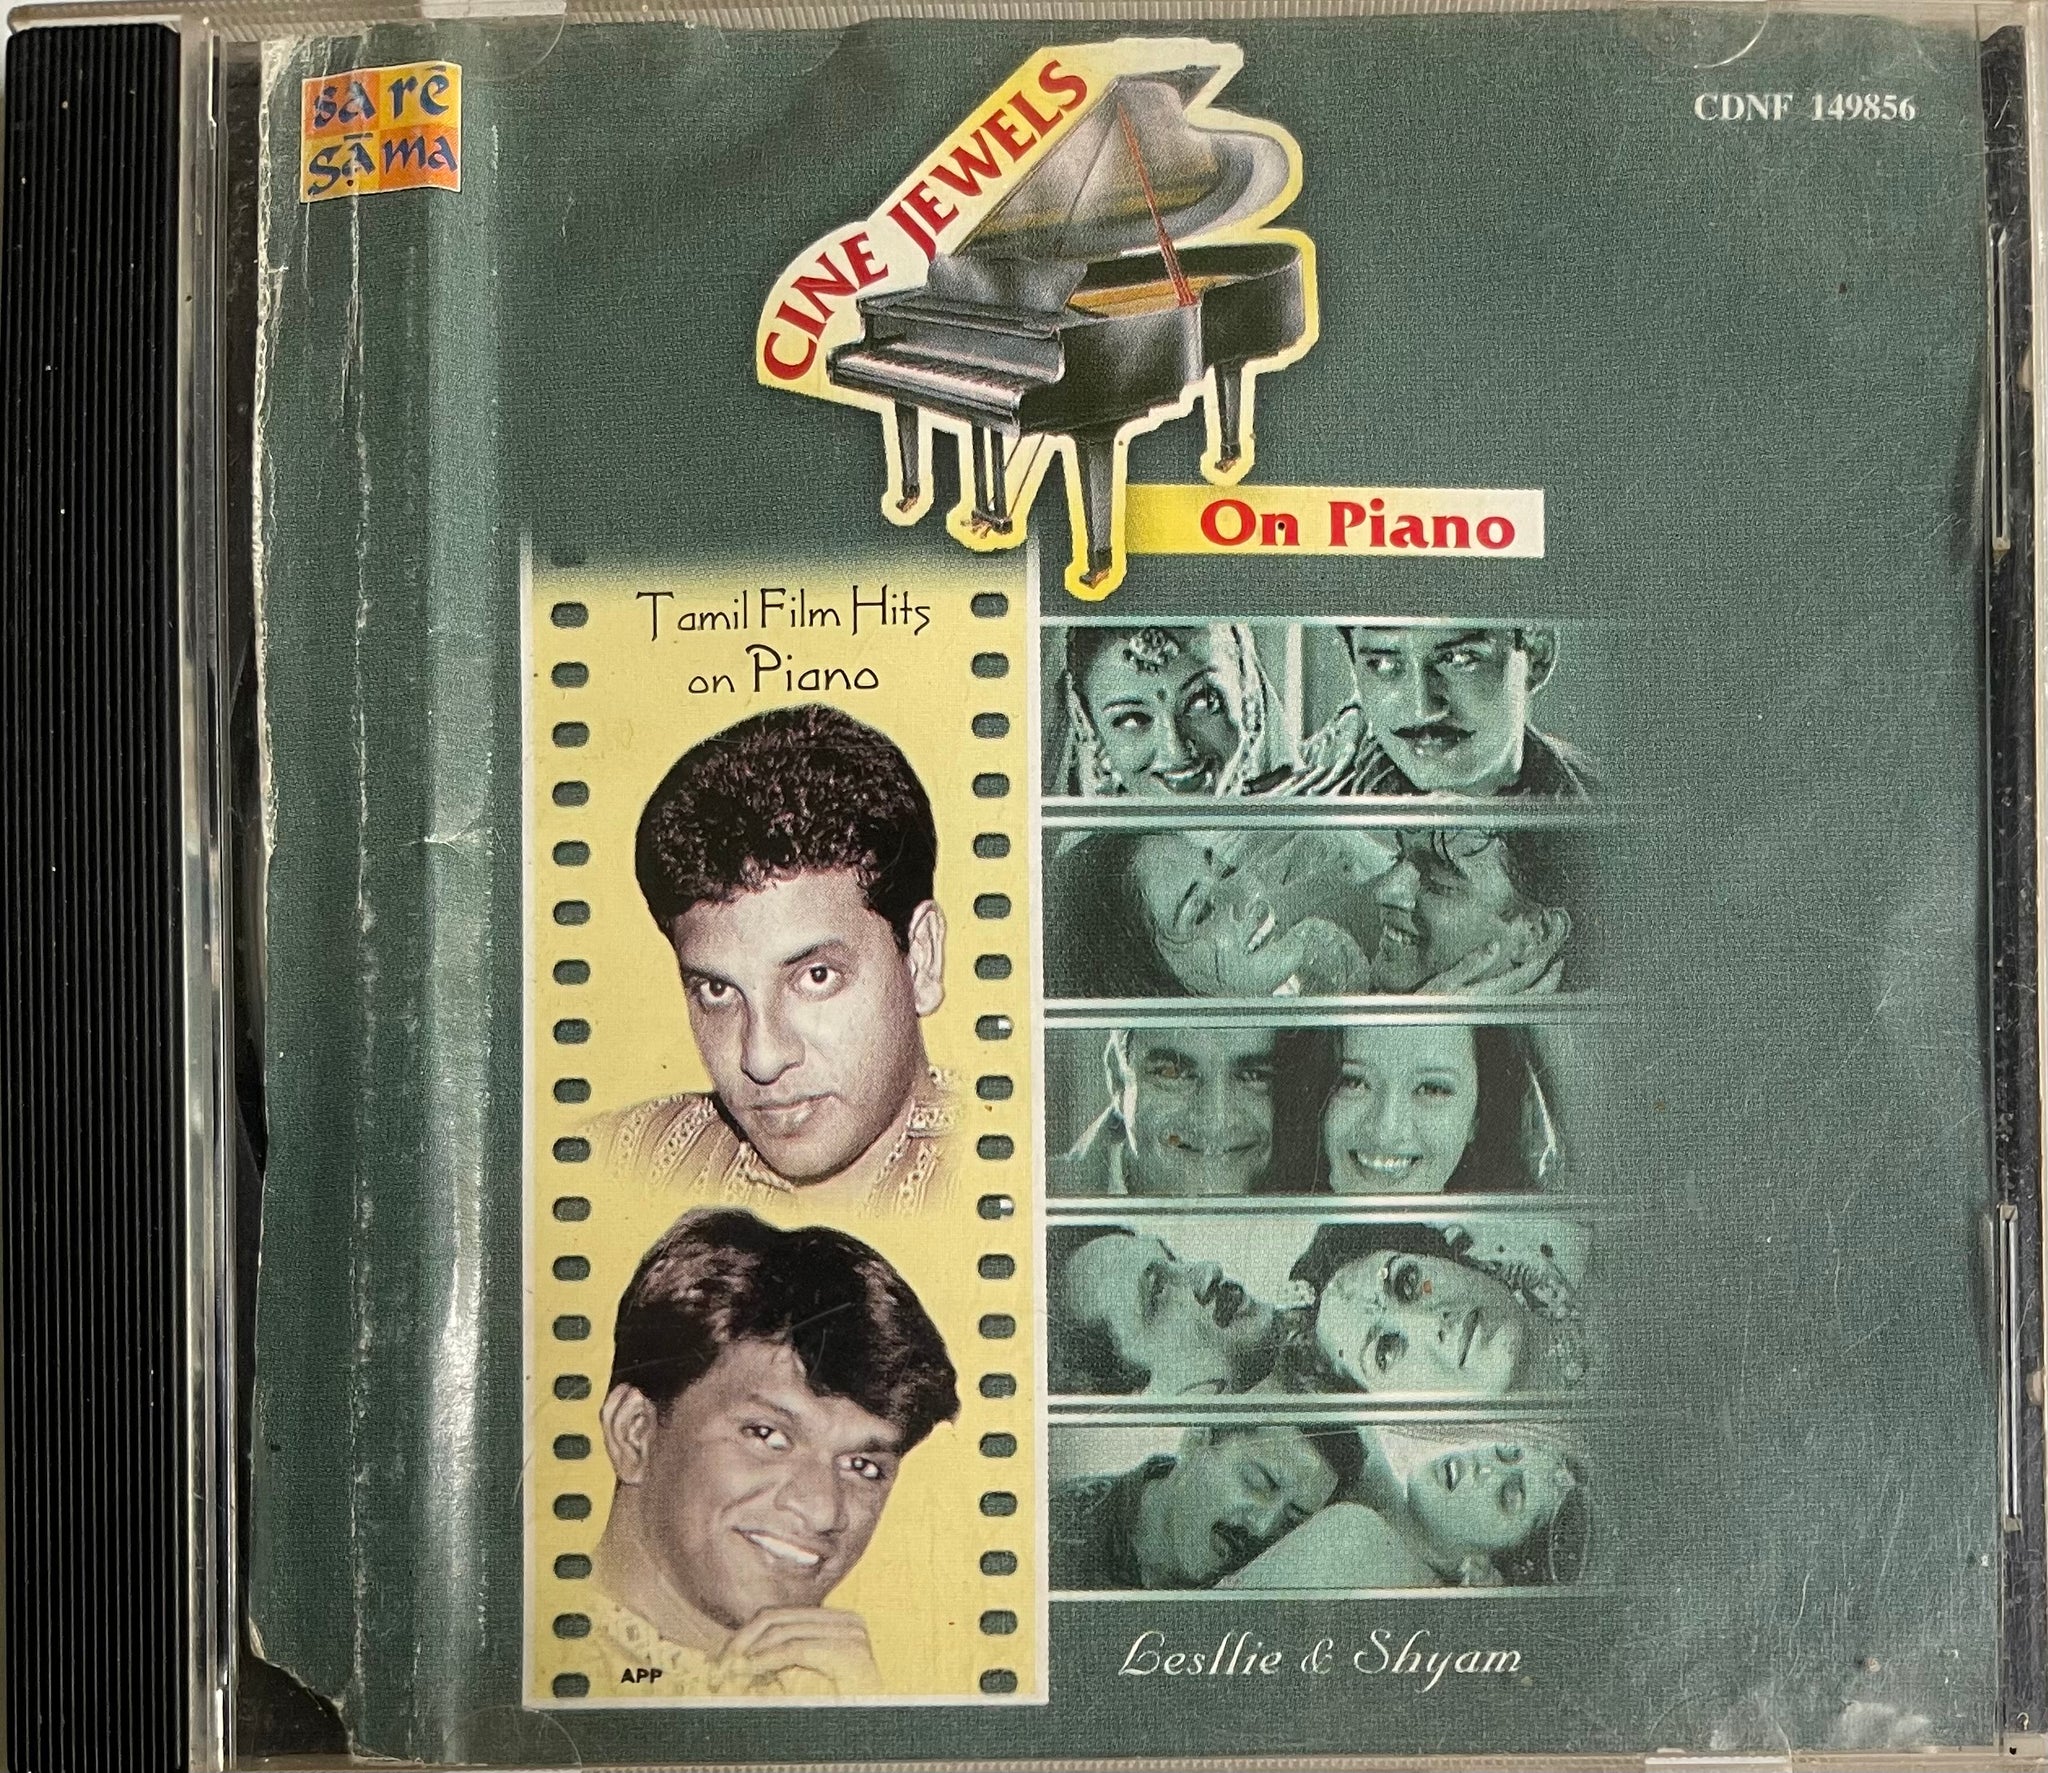 sa rē
gā ma
CDNF 149856
CINE JEWELS
On Piano
Tamil Film Hits
on Piano
APP
Lesllie & Shyam